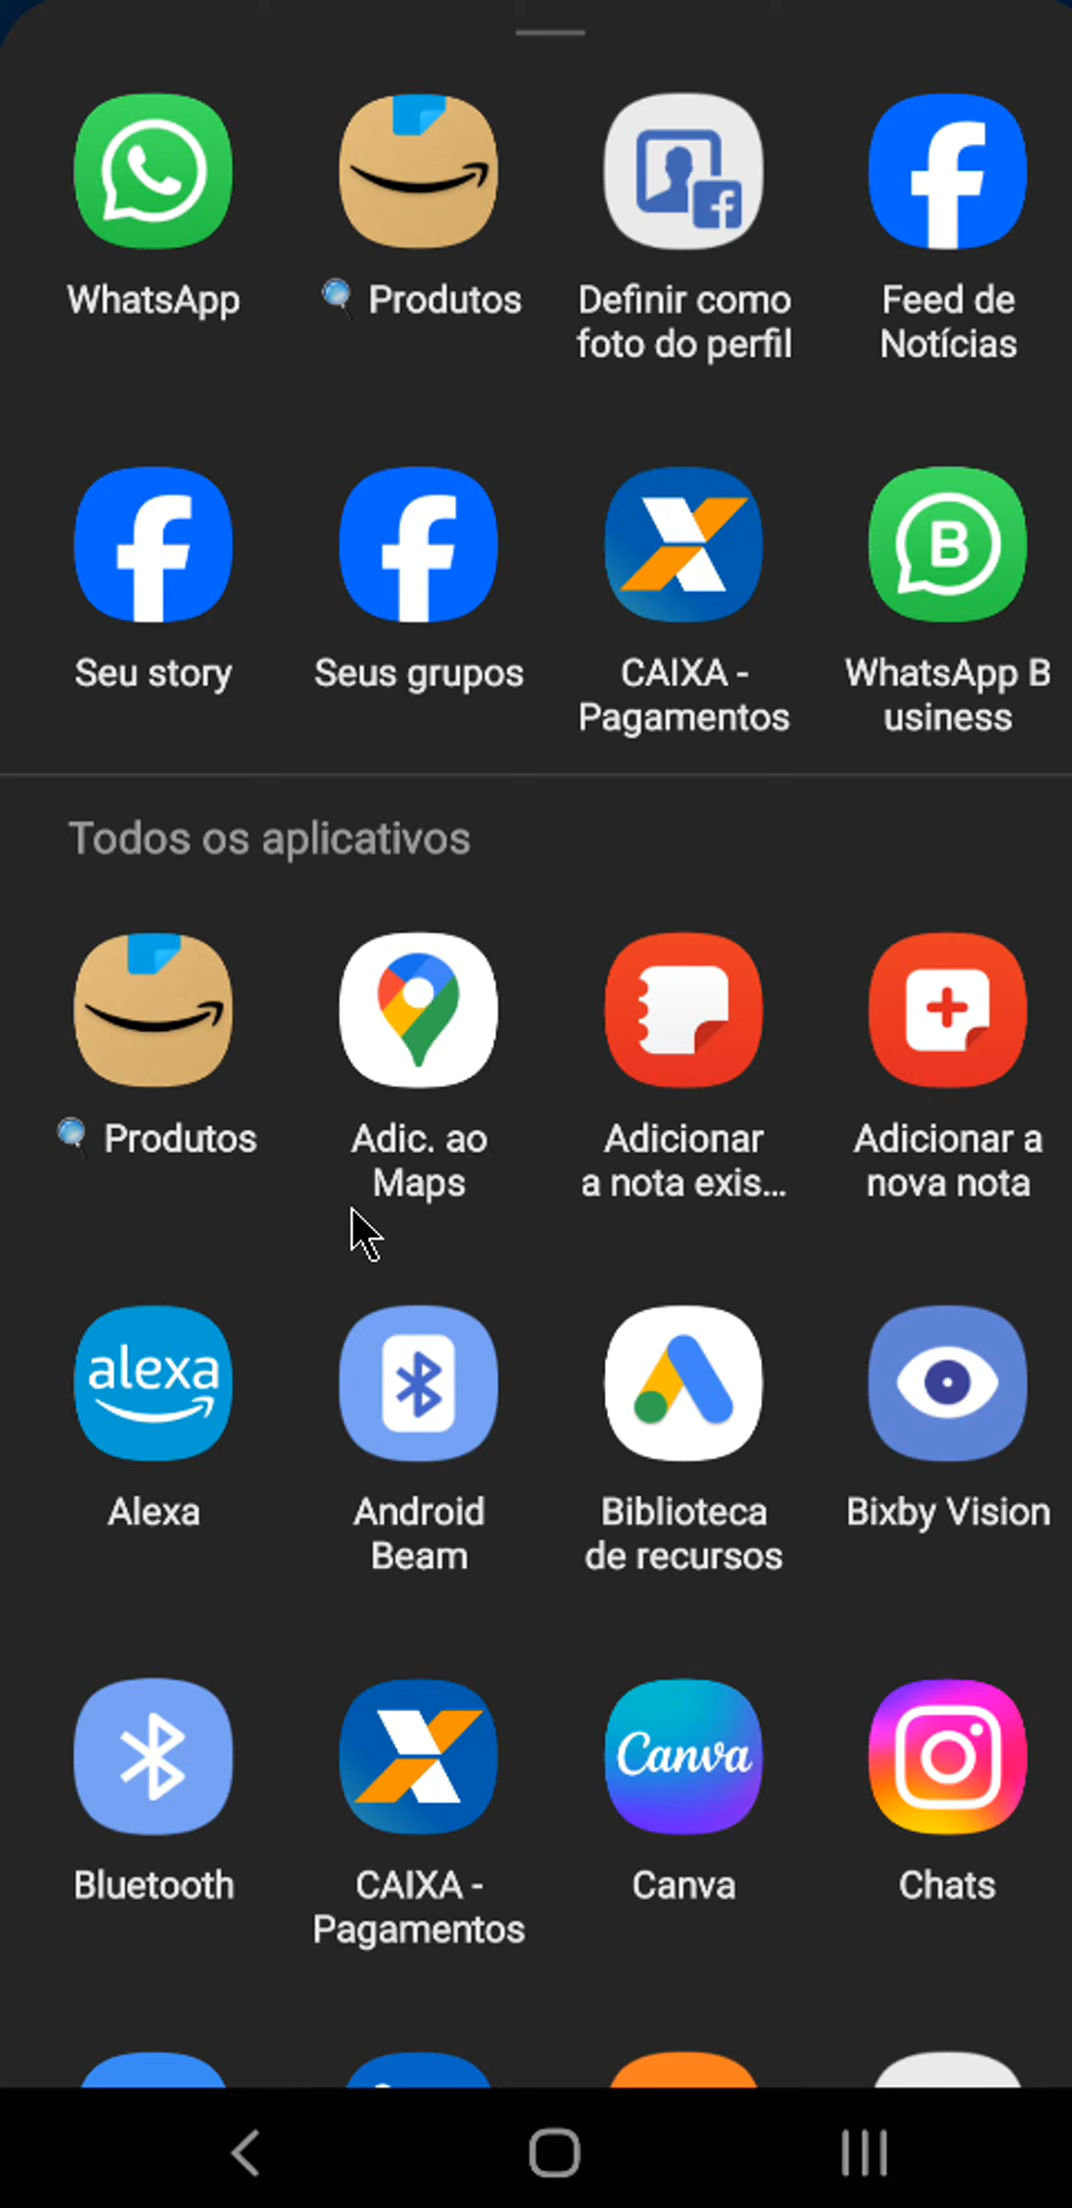 WhatsApp
Produtos
Definir como
foto do perfil
Feed de
Notícias
Seu story
Seus grupos
CAIXA -
Pagamentos
B
WhatsApp B
usiness
Todos os aplicativos
Produtos
Adic. ao
Maps
Adicionar
a nota exis...
Adicionar a
nova nota
alexa
Alexa
Android
Beam
Biblioteca
de recursos
Bixby Vision
Bluetooth
CAIXA -
Pagamentos
Canva
Canva
Chats